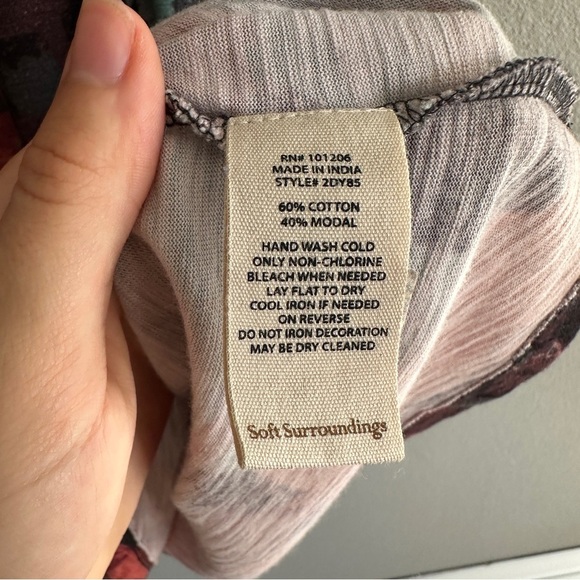 RN# 101206
MADE IN INDIA
STYLE# 2DY85
60% COTTON
40% MODAL
HAND WASH COLD
ONLY NON-CHLORINE
BLEACH WHEN NEEDED
LAY FLAT TO DRY
COOL IRON IF NEEDED
ON REVERSE
DO NOT IRON DECORATION
MAY BE DRY CLEANED
Soft Surroundings